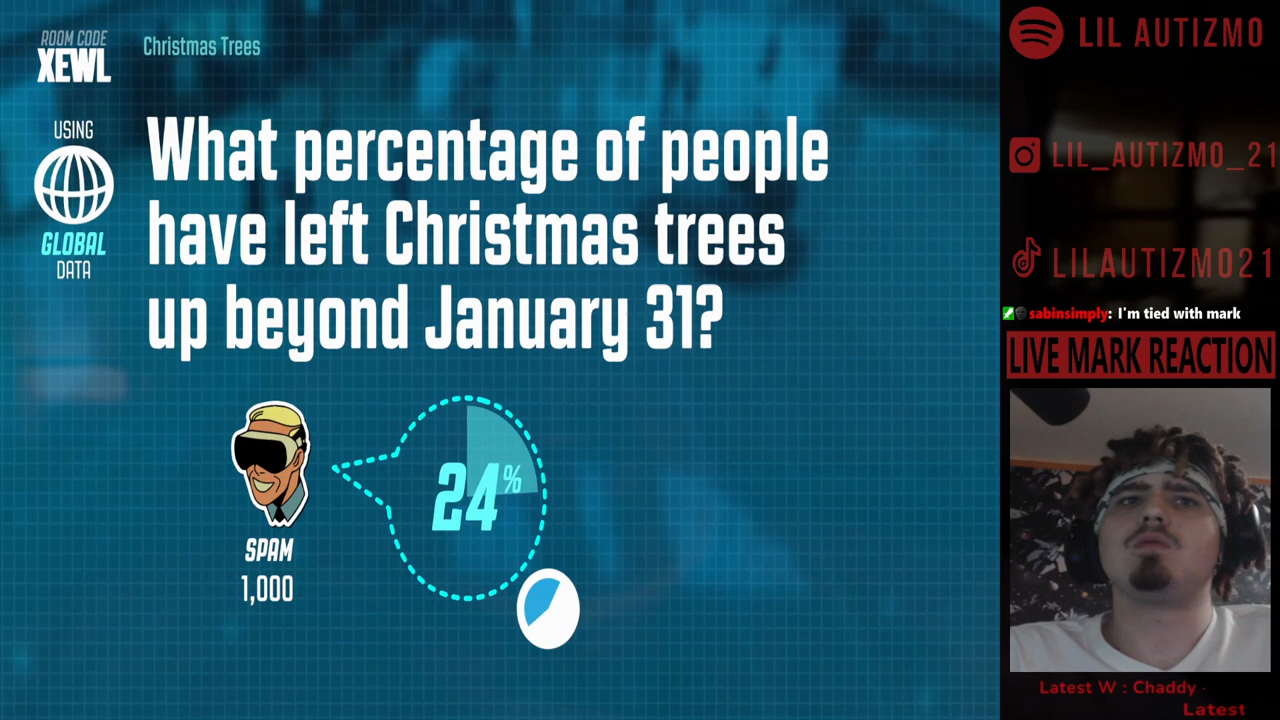 ROOM CODE
XEWL
Christmas Trees
USING
GLOBAL
DATA
What percentage of people
have left Christmas trees
up beyond January 31?
24%
SPAM
1,000
LIL AUTIZMO
LIL_AUTIZMO_21
LILAUTIZMO21
sabinsimply: I'm tied with mark
LIVE MARK REACTION
Latest W : Chaddy ·
Latest